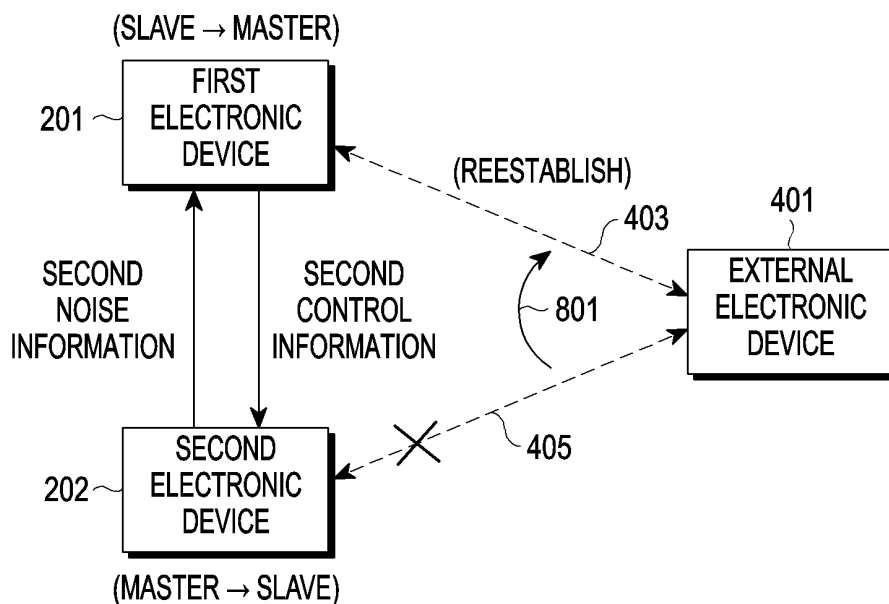 (SLAVE → MASTER)
FIRST
ELECTRONIC
DEVICE
201
(REESTABLISH)
403
401
EXTERNAL
ELECTRONIC
DEVICE
SECOND
NOISE
INFORMATION
SECOND
CONTROL
INFORMATION
801
405
SECOND
ELECTRONIC
DEVICE
202
(MASTER → SLAVE)